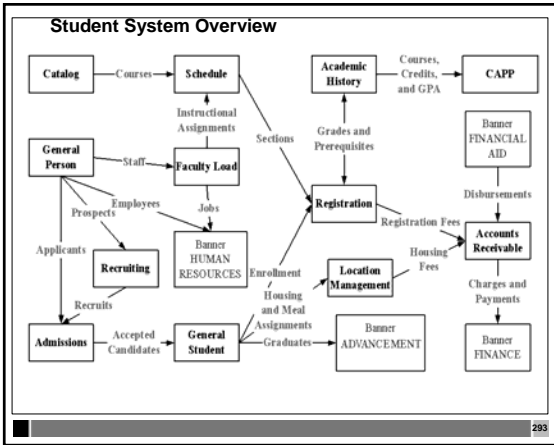 Student System Overview
Catalog
Courses
Schedule
Academic
History
Courses,
Credits,
and GPA
CAPP
Instructional
Assignments
Sections
Grades and
Prerequisites
Banner
FINANCIAL
AID
General
Person
Staff
Faculty Load
Employees
Prospects
Jobs
Registration
Registration Fees
Disbursements
Accounts
Receivable
Applicants
Recruiting
Banner
HUMAN
RESOURCES
Enrollment
Housing
and Meal
Assignments
Location
Management
Housing
Fees
Charges and
Payments
Recruits
Admissions
Accepted
Candidates
General
Student
Graduates
Banner
ADVANCEMENT
Banner
FINANCE
293